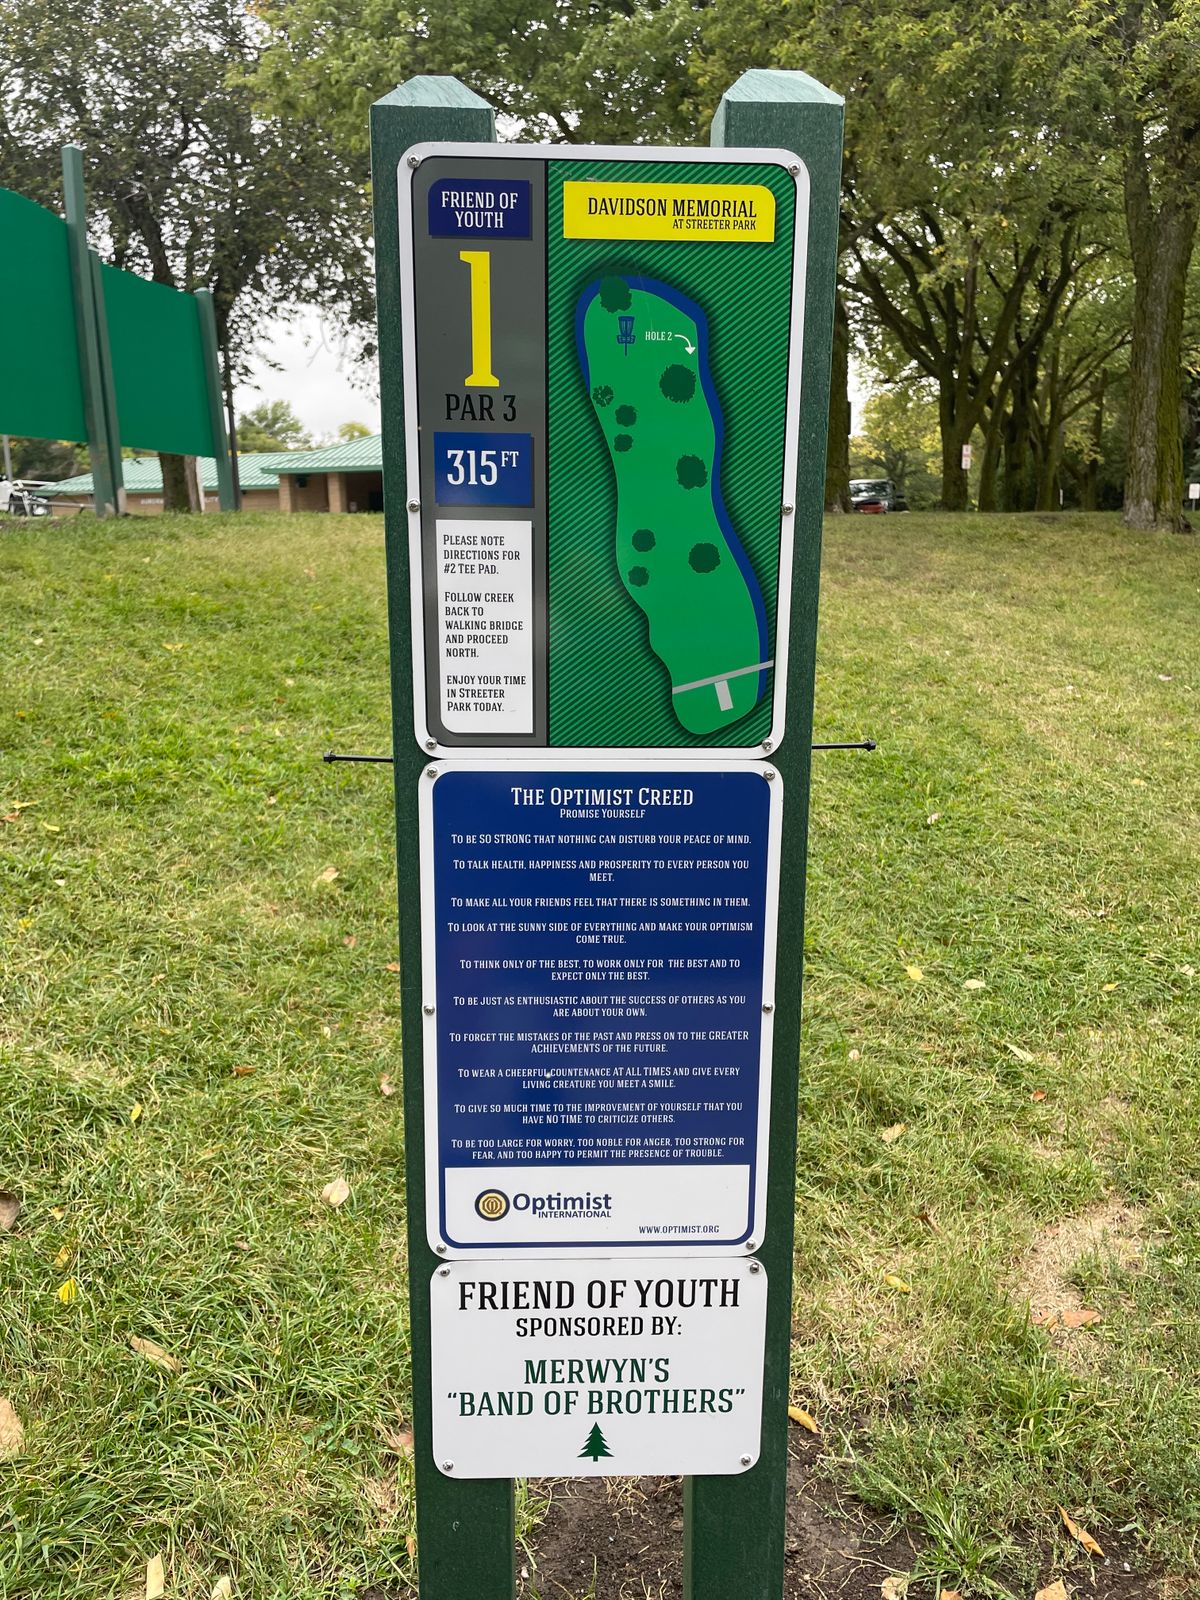 FRIEND OF
YOUTH
1
PAR 3
315FT
PLEASE NOTE
DIRECTIONS FOR
#2 TEE PAD.
FOLLOW CREEK
BACK TO
WALKING BRIDGE
AND PROCEED
NORTH.
ENJOY YOUR TIME
IN STREETER
PARK TODAY.
DAVIDSON MEMORIAL
AT STREETER PARK
HOLE 2
THE OPTIMIST CREED
PROMISE YOURSELF
TO BE SO STRONG THAT NOTHING CAN DISTURB YOUR PEACE OF MIND.
TO TALK HEALTH, HAPPINESS AND PROSPERITY TO EVERY PERSON YOU
MEET.
TO MAKE ALL YOUR FRIENDS FEEL THAT THERE IS SOMETHING IN THEM.
TO LOOK AT THE SUNNY SIDE OF EVERYTHING AND MAKE YOUR OPTIMISM
COME TRUE.
TO THINK ONLY OF THE BEST, TO WORK ONLY FOR THE BEST AND TO
EXPECT ONLY THE BEST.
TO BE JUST AS ENTHUSIASTIC ABOUT THE SUCCESS OF OTHERS AS YOU
ARE ABOUT YOUR OWN.
TO FORGET THE MISTAKES OF THE PAST AND PRESS ON TO THE GREATER
ACHIEVEMENTS OF THE FUTURE.
TO WEAR A CHEERFUL COUNTENANCE AT ALL TIMES AND GIVE EVERY
LIVING CREATURE YOU MEET A SMILE.
TO GIVE SO MUCH TIME TO THE IMPROVEMENT OF YOURSELF THAT YOU
HAVE NO TIME TO CRITICIZE OTHERS.
TO BE TOO LARGE FOR WORRY, TOO NOBLE FOR ANGER, TOO STRONG FOR
FEAR, AND TOO HAPPY TO PERMIT THE PRESENCE OF TROUBLE.
Optimist
INTERNATIONAL
WWW.OPTIMIST.ORG
FRIEND OF YOUTH
SPONSORED BY:
MERWYN'S
"BAND OF BROTHERS"